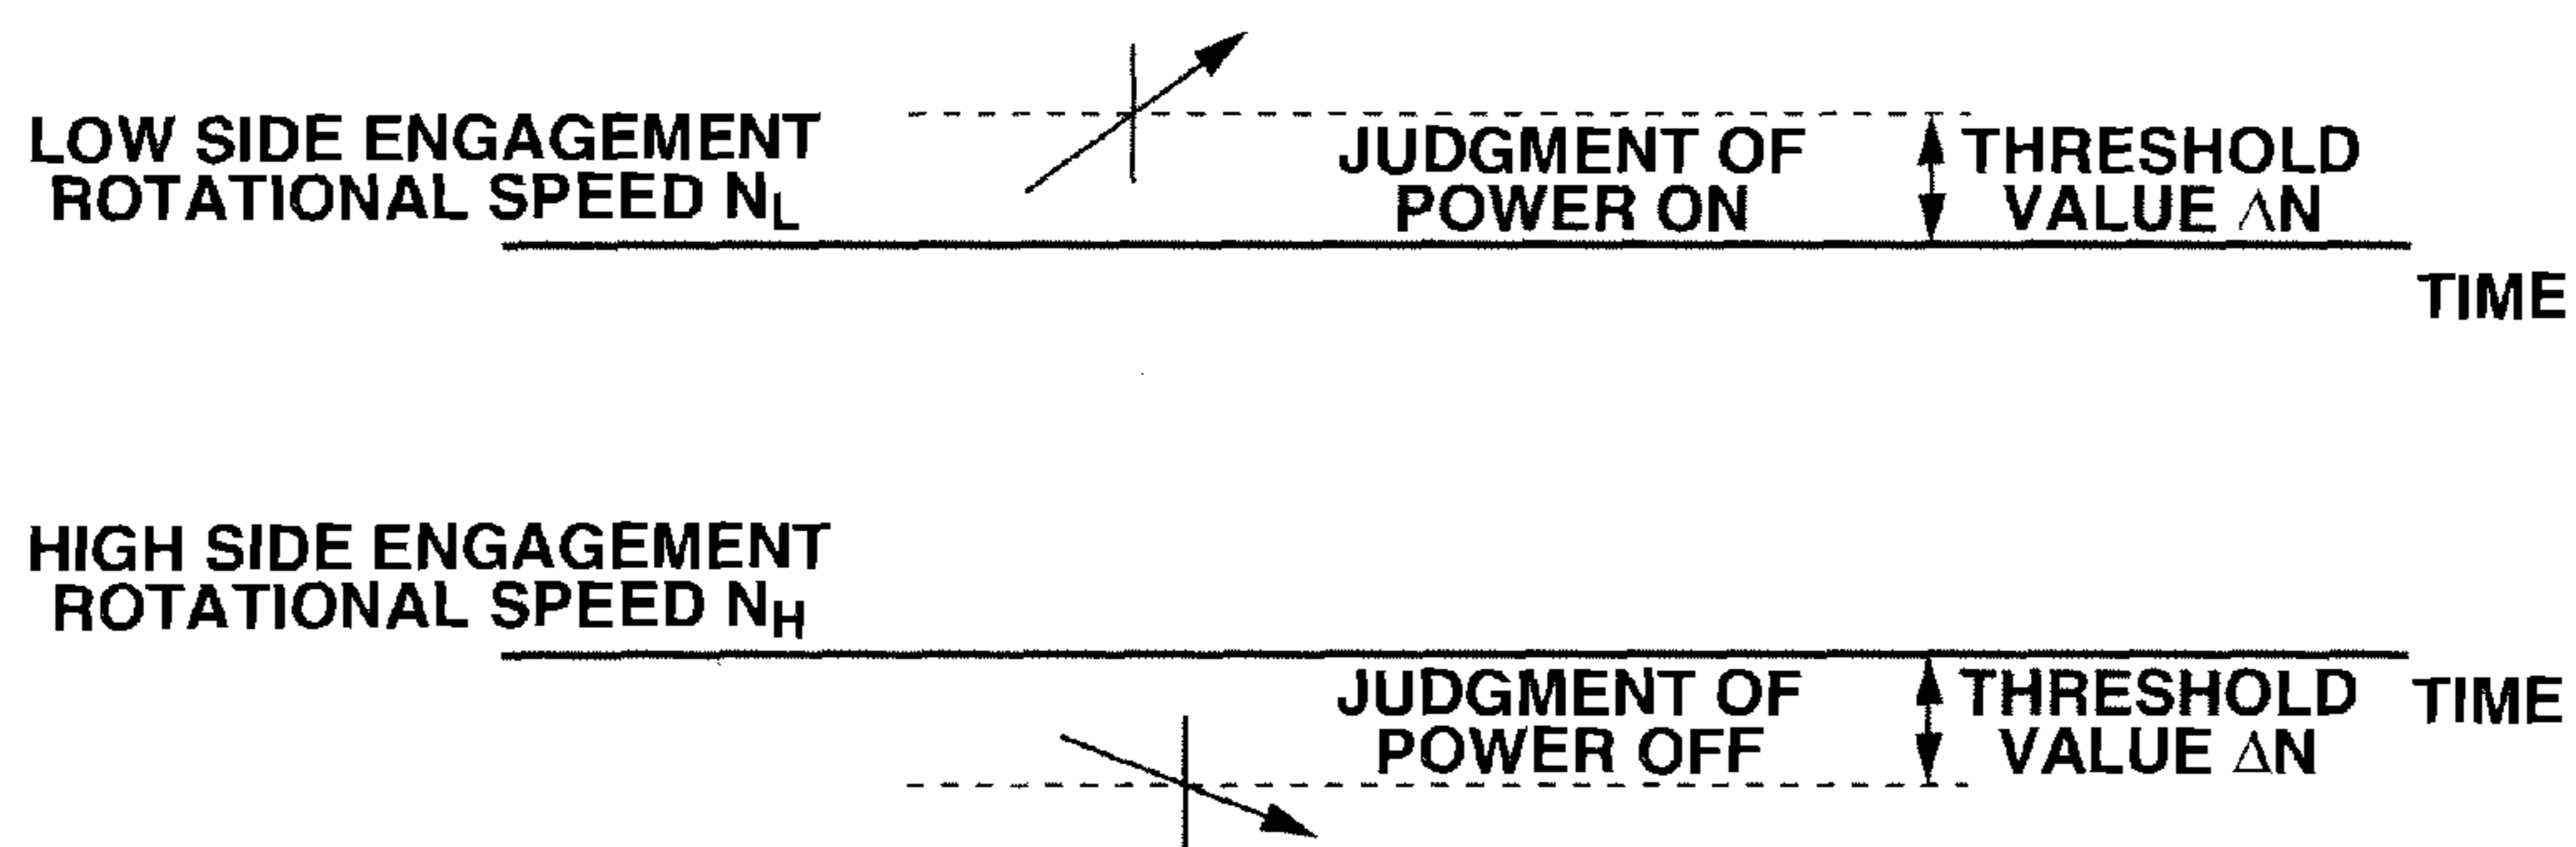 LOW SIDE ENGAGEMENT
ROTATIONAL SPEED NL
JUDGMENT OF
POWER ON
THRESHOLD
VALUE ΔN
TIME
HIGH SIDE ENGAGEMENT
ROTATIONAL SPEED NH
JUDGMENT OF
POWER OFF
THRESHOLD
VALUE ΔN
TIME